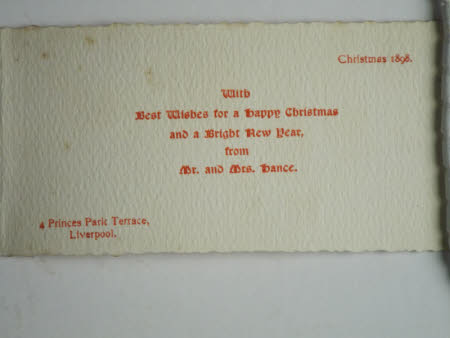 Christmas 1898.
With
Best Wishes for a Happy Christmas
and a Bright New Year,
from
Mr. and Mrs. Hance.
4 Princes Park Terrace,
Liverpool.